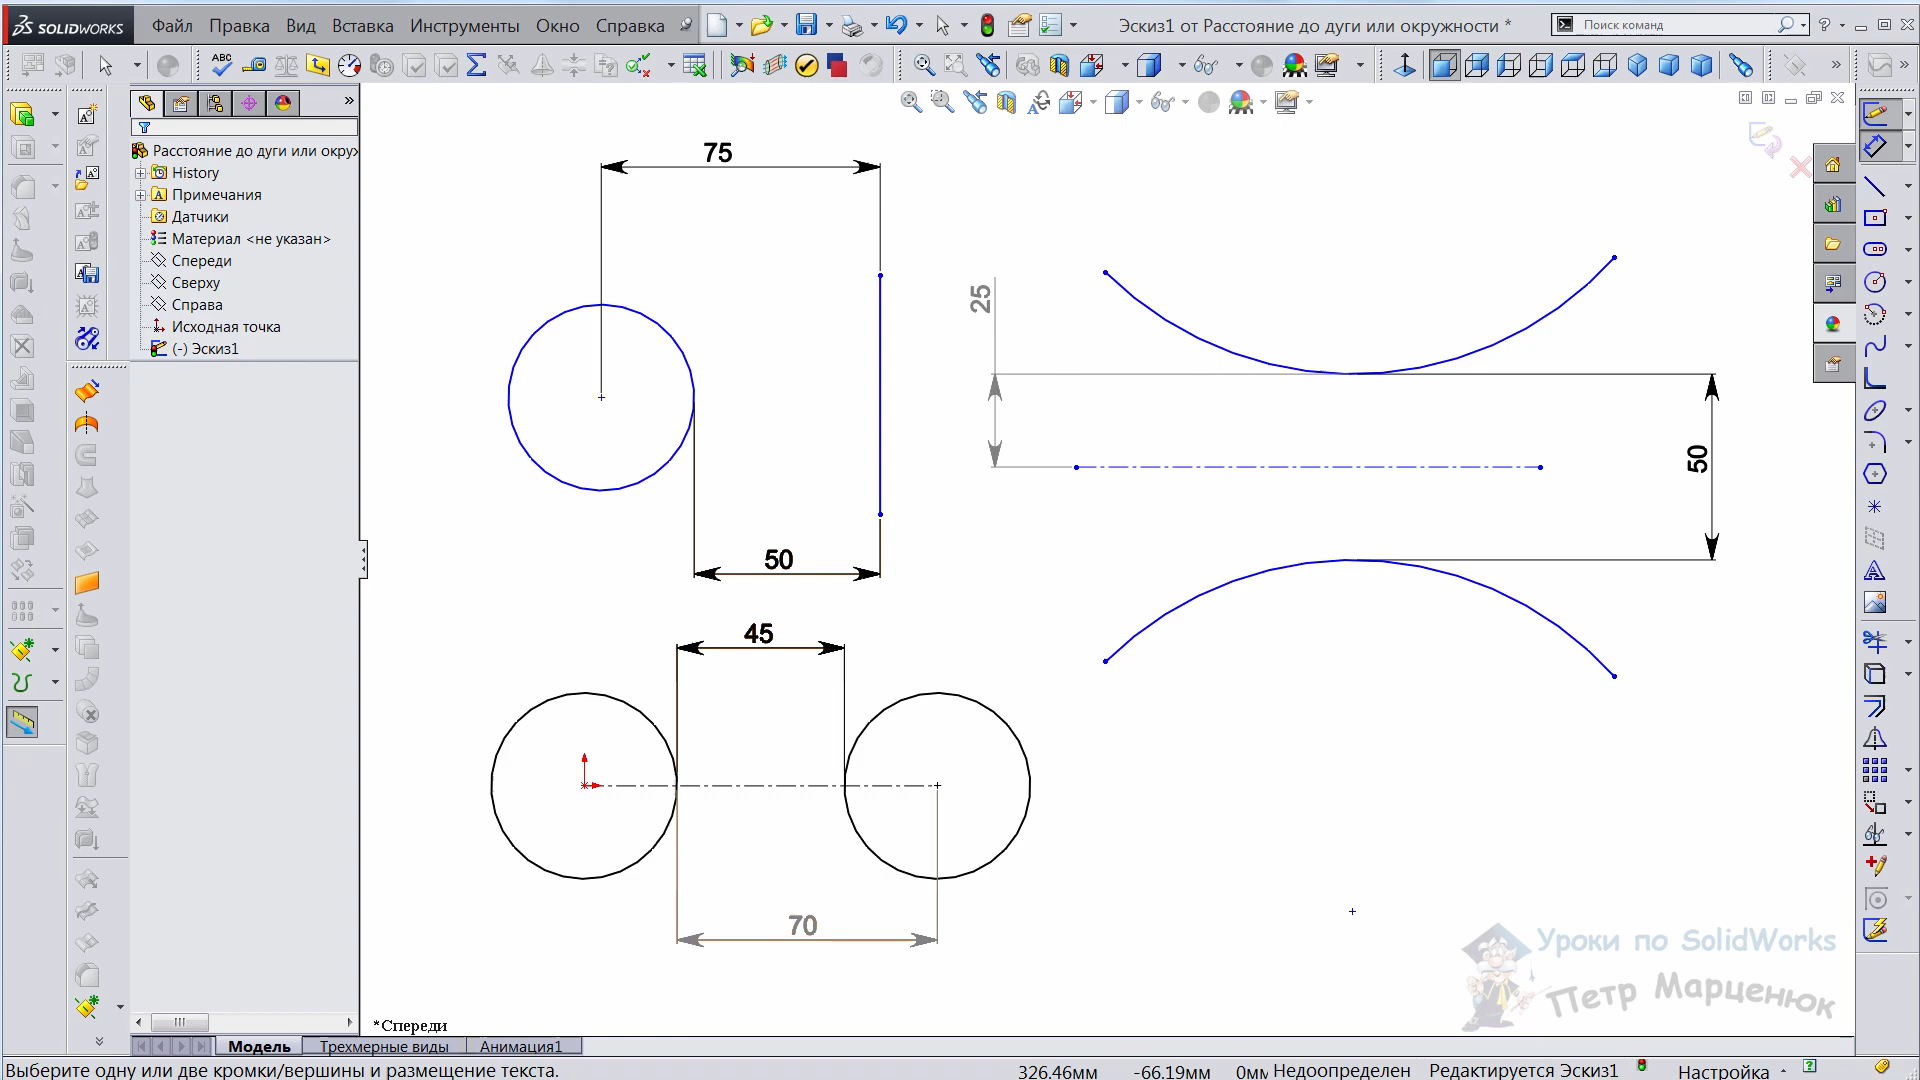 SOLIDWORKS
Файл Правка Вид Вставка Инструменты Окно Справка
Эскиз1 от Расстояние до дуги или окружности *
Поиск команд
?
ABC
»
Расстояние до дуги или окру
History
Примечания
Датчики
Материал <не указан>
Спереди
Сверху
Справа
Исходная точка
(-) Эскиз1
75
50
45
70
25
50
*Спереди
Уроки по SolidWorks
Петр Марценюк
Модель Трехмерные виды Анимация1
Выберите одну или две кромки/вершины и размещение текста.
326.46мм -66.19мм 0мм Недоопределен Редактируется Эскиз1 Настройка